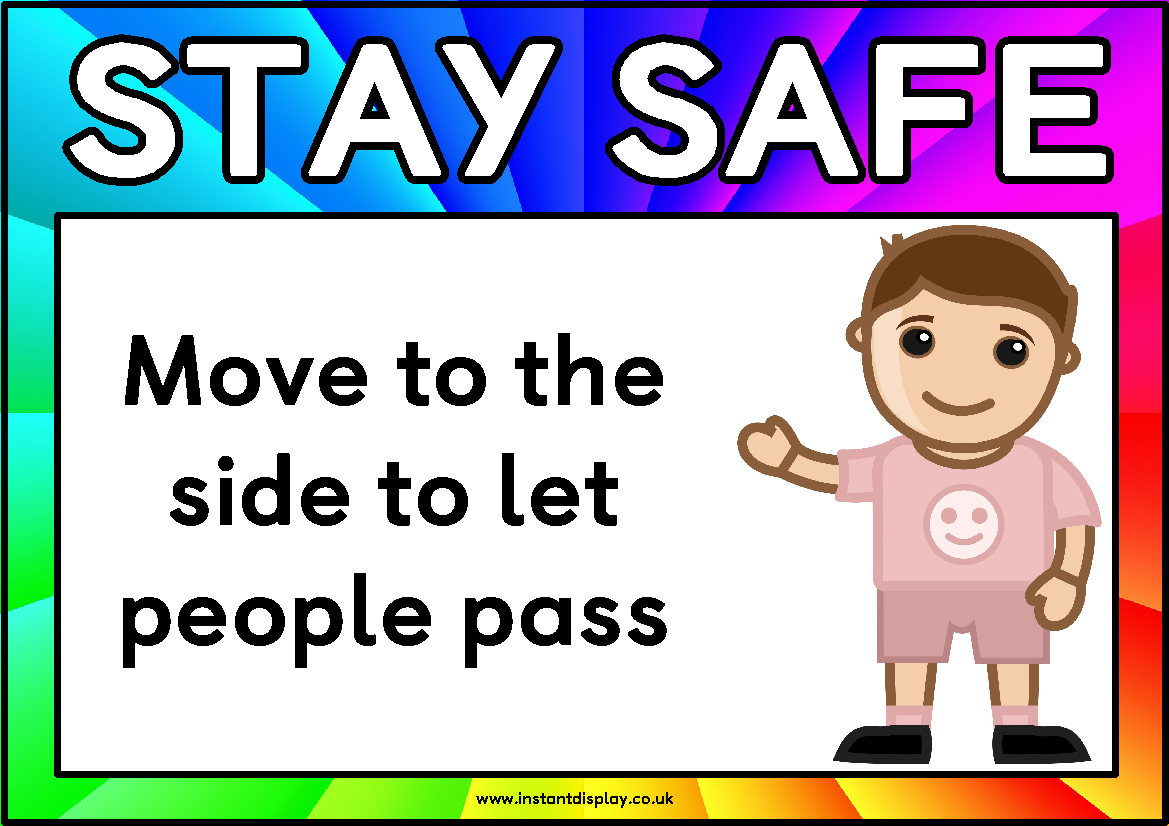 STAY SAFE
Move to the
side to let
people pass
www.instantdisplay.co.uk